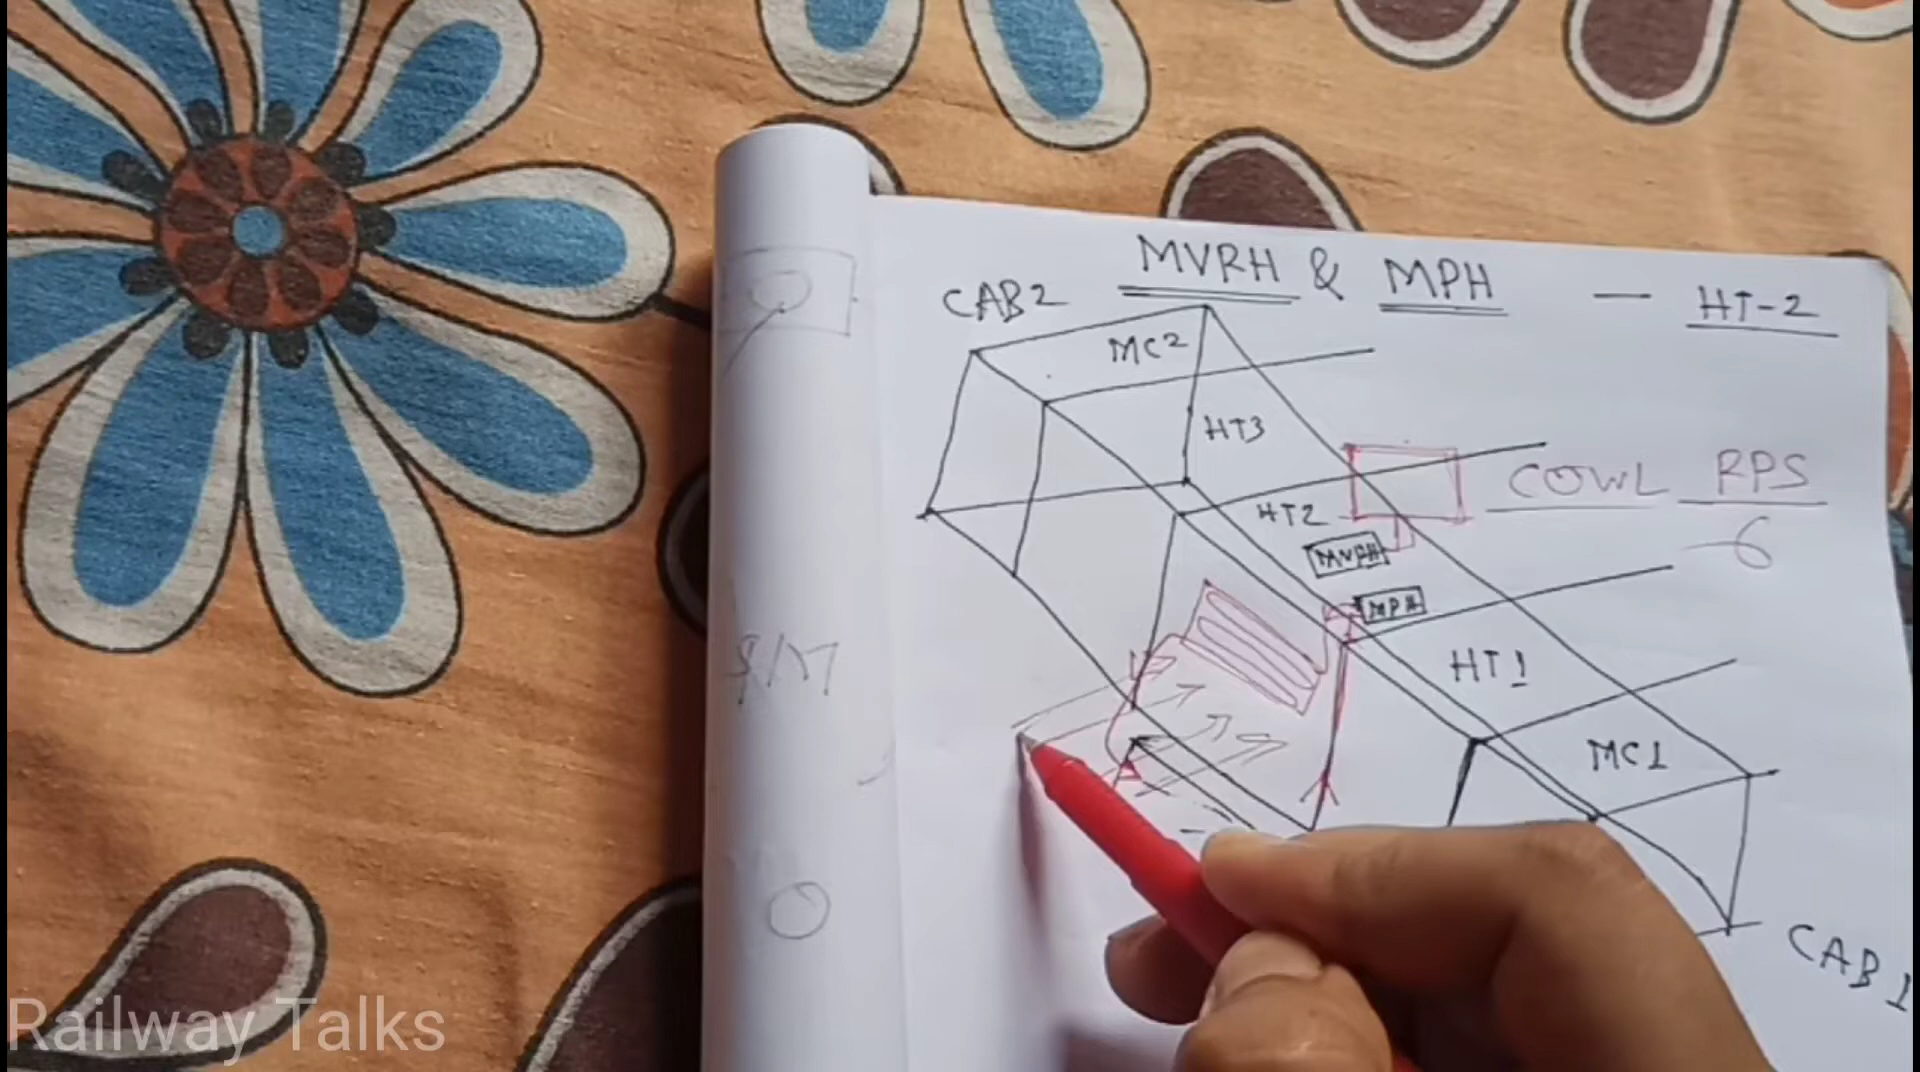 MVRH & MPH — HT-2
CAB2
MC2
HT3
COWL RPS
6
HT2
MVRH
MPH
HT1
MC1
CAB1
Railway Talks